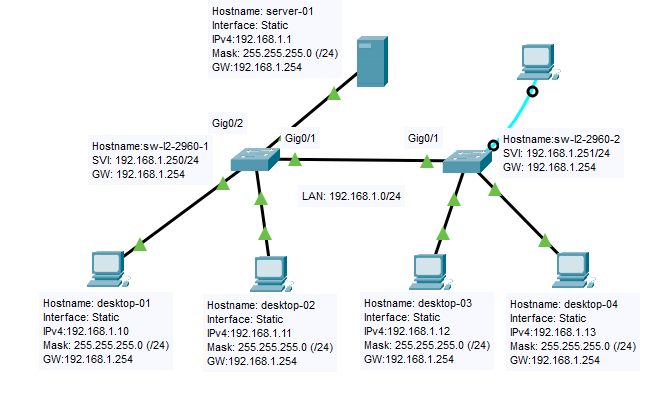 Hostname: server-01
Interface: Static
IPv4:192.168.1.1
Mask: 255.255.255.0 (/24)
GW:192.168.1.254
Gig0/2
Gig0/1
Gig0/1
Hostname:sw-l2-2960-1
SVI: 192.168.1.250/24
GW: 192.168.1.254
Hostname:sw-l2-2960-2
SVI: 192.168.1.251/24
GW: 192.168.1.254
LAN: 192.168.1.0/24
Hostname: desktop-01
Interface: Static
IPv4:192.168.1.10
Mask: 255.255.255.0 (/24)
GW:192.168.1.254
Hostname: desktop-02
Interface: Static
IPv4:192.168.1.11
Mask: 255.255.255.0 (/24)
GW:192.168.1.254
Hostname: desktop-03
Interface: Static
IPv4:192.168.1.12
Mask: 255.255.255.0 (/24)
GW:192.168.1.254
Hostname: desktop-04
Interface: Static
IPv4:192.168.1.13
Mask: 255.255.255.0 (/24)
GW:192.168.1.254